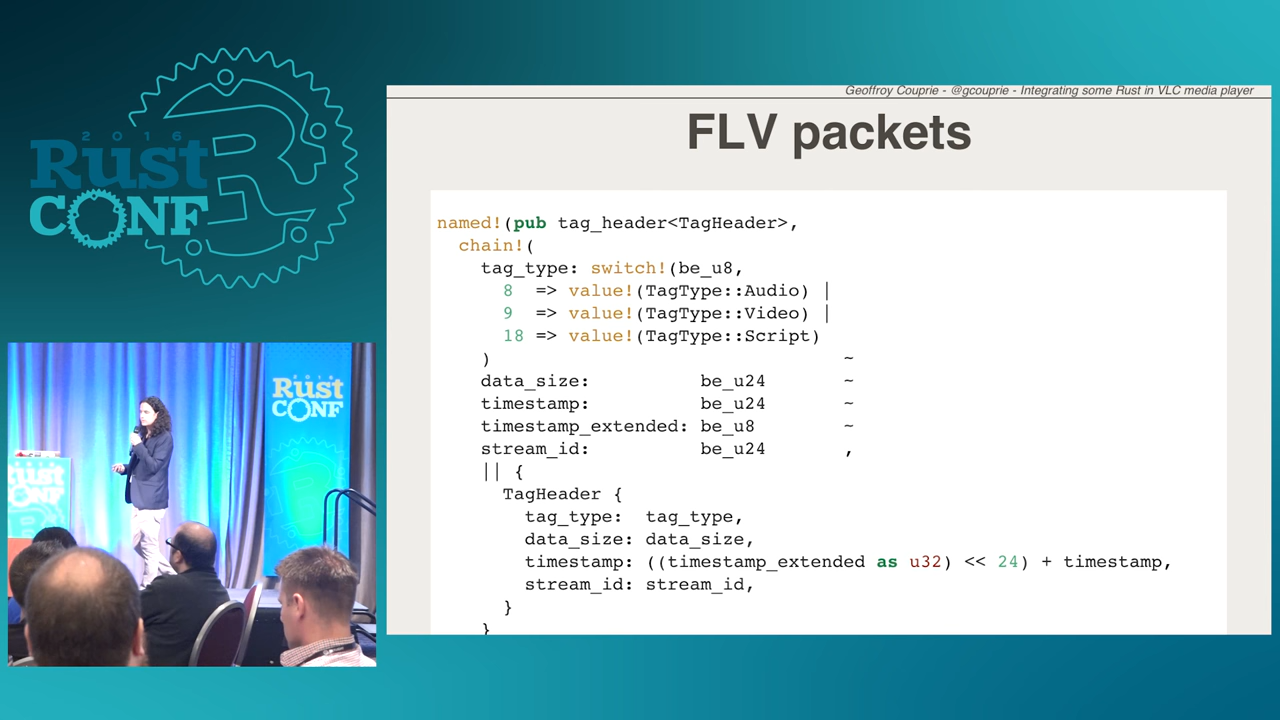 2016
Rust
CONF
Geoffroy Couprie - @gcouprie - Integrating some Rust in VLC media player
FLV packets
named!(pub tag_header<TagHeader>,
  chain!(
    tag_type: switch!(be_u8,
      8  => value!(TagType::Audio) |
      9  => value!(TagType::Video) |
      18 => value!(TagType::Script)
    )                                ~
    data_size:          be_u24       ~
    timestamp:          be_u24       ~
    timestamp_extended: be_u8        ~
    stream_id:          be_u24       ,
    || {
      TagHeader {
        tag_type:  tag_type,
        data_size: data_size,
        timestamp: ((timestamp_extended as u32) << 24) + timestamp,
        stream_id: stream_id,
      }
    }
2016
Rust
CONF
Rust
CONF